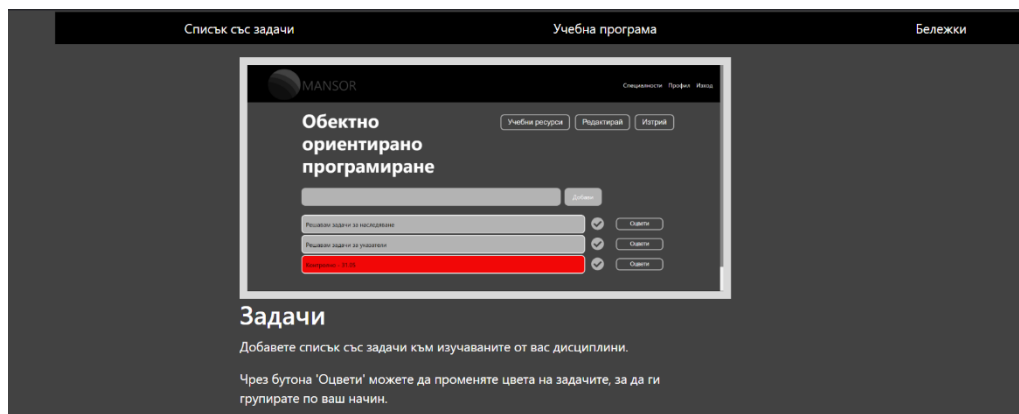 Списък със задачи Учебна програма Бележки
MANSOR
Специалности Профил Изход
Обектно
ориентирано
програмиране
Учебни ресурси Редактирай Изтрий
Добави
Решавам задачи за наследяване Оцвети
Решавам задачи за указатели Оцвети
Оцвети
Задачи
Добавете списък със задачи към изучаваните от вас дисциплини.
Чрез бутона 'Оцвети' можете да променяте цвета на задачите, за да ги
групирате по ваш начин.